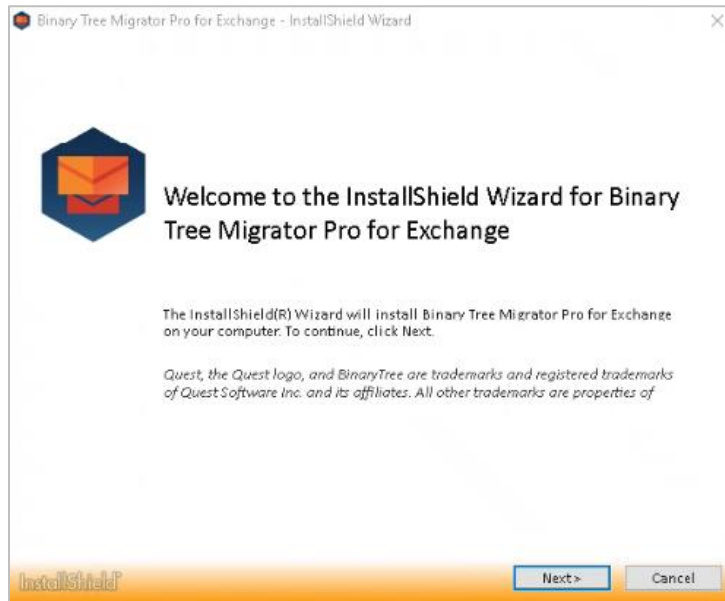 Binary Tree Migrator Pro for Exchange - InstallShield Wizard
Welcome to the InstallShield Wizard for Binary
Tree Migrator Pro for Exchange
The InstallShield(R) Wizard will install Binary Tree Migrator Pro for Exchange
on your computer. To continue, click Next.
Quest, the Quest logo, and BinaryTree are trademarks and registered trademarks
of Quest Software Inc. and its affiliates. All other trademarks are properties of
InstallShield
Next >
Cancel